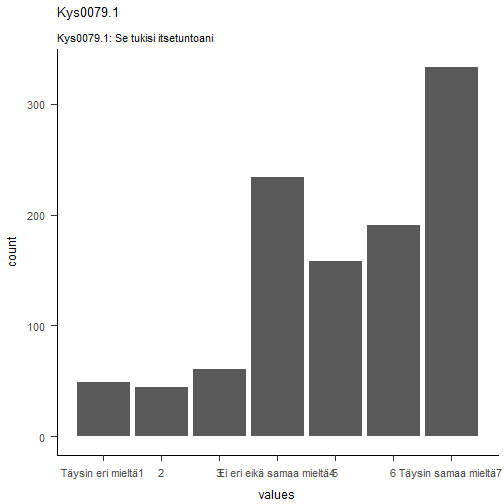 Kys0079.1
Kys0079.1: Se tukisi itsetuntoani
300
200
100
0
count
Täysin eri mieltä1 2 3 Ei eri eikä samaa mieltä4 5 6 Täysin samaa mieltä7
values